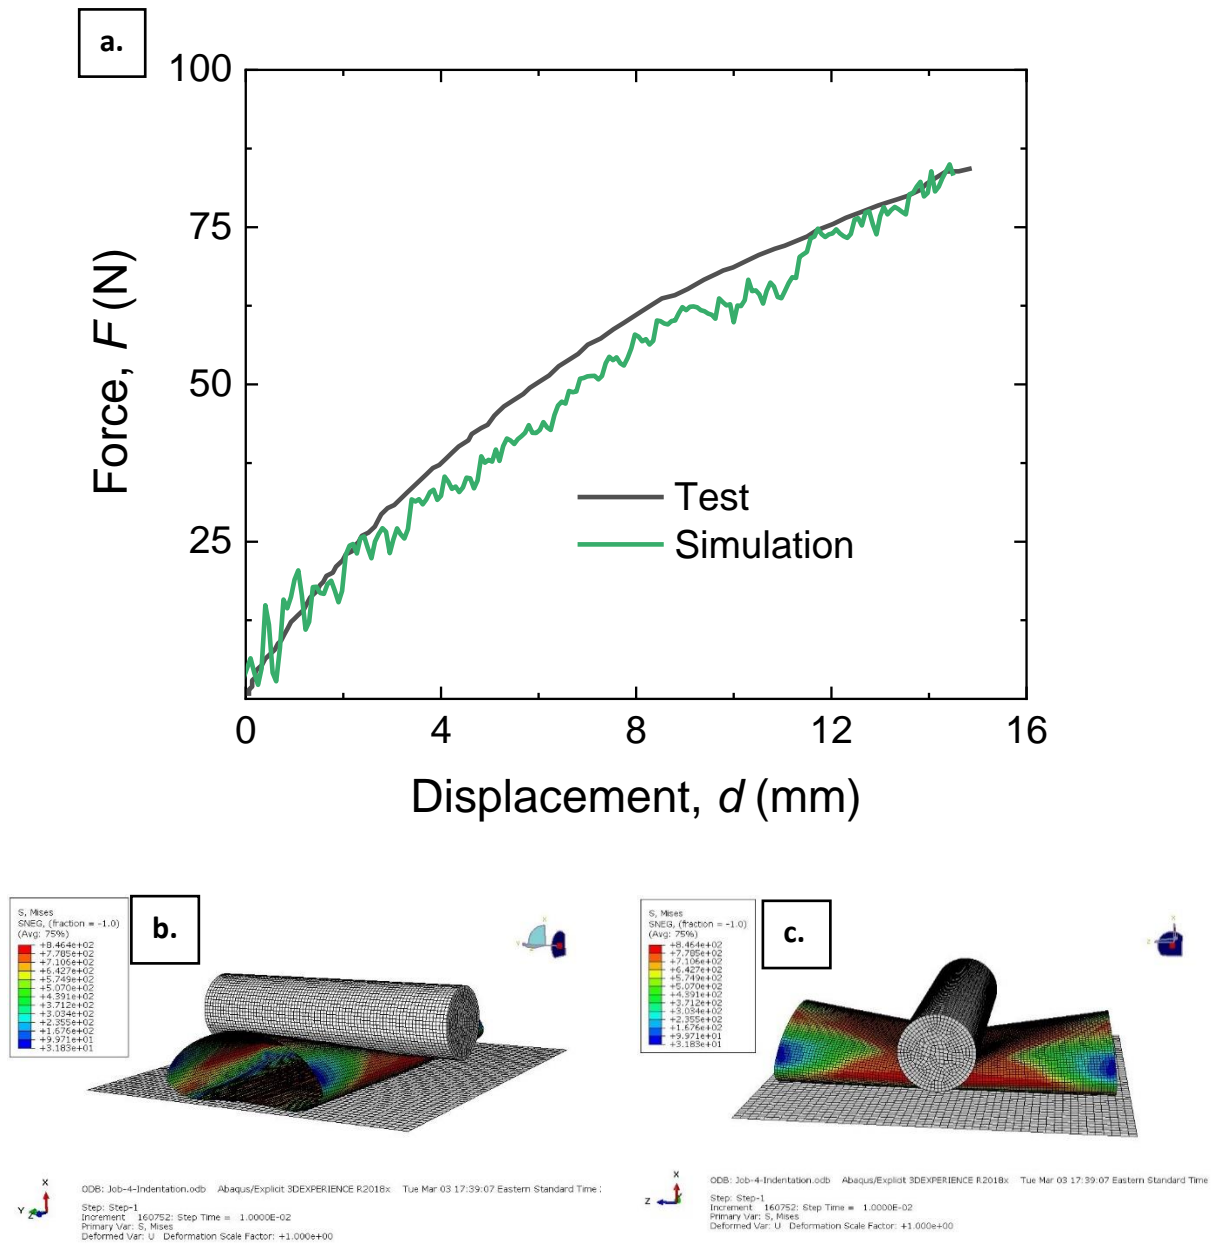 a.
100
75
50
25
0
4
8
12
16
Force, F (N)
Displacement, d (mm)
Test
Simulation
b.
S, Mises
SNEG, (fraction = -1.0)
(Avg: 75%)
+8.464e+02
+7.785e+02
+7.106e+02
+6.427e+02
+5.749e+02
+5.070e+02
+4.391e+02
+3.712e+02
+3.034e+02
+2.355e+02
+1.676e+02
+9.971e+01
+3.183e+01
X
Y
Z
ODB: Job-4-Indentation.odb Abaqus/Explicit 3DEXPERIENCE R2018x Tue Mar 03 17:39:07 Eastern Standard Time
Step: Step-1
Increment 160752: Step Time = 1.0000E-02
Primary Var: S, Mises
Deformed Var: U Deformation Scale Factor: +1.000e+00
c.
S, Mises
SNEG, (fraction = -1.0)
(Avg: 75%)
+8.464e+02
+7.785e+02
+7.106e+02
+6.427e+02
+5.749e+02
+5.070e+02
+4.391e+02
+3.712e+02
+3.034e+02
+2.355e+02
+1.676e+02
+9.971e+01
+3.183e+01
X
Z
ODB: Job-4-Indentation.odb Abaqus/Explicit 3DEXPERIENCE R2018x Tue Mar 03 17:39:07 Eastern Standard Time
Step: Step-1
Increment 160752: Step Time = 1.0000E-02
Primary Var: S, Mises
Deformed Var: U Deformation Scale Factor: +1.000e+00